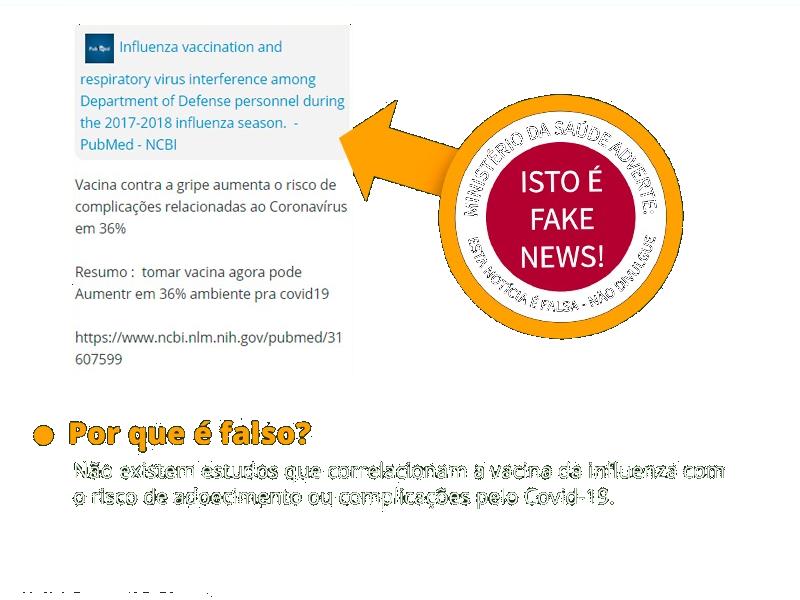 Influenza vaccination and
respiratory virus interference among
Department of Defense personnel during
the 2017-2018 influenza season. -
PubMed - NCBI
Vacina contra a gripe aumenta o risco de
complicações relacionadas ao Coronavírus
em 36%
Resumo : tomar vacina agora pode
Aumentr em 36% ambiente pra covid19
https://www.ncbi.nlm.nih.gov/pubmed/31
607599
MINISTÉRIO DA SAÚDE ADVERTE:
ISTO É
FAKE
NEWS!
ESTA NOTÍCIA É FALSA - NÃO DIVULGUE
Por que é falso?
Não existem estudos que correlacionam a vacina da influenza com
o risco de adoecimento ou complicações pelo Covid-19.